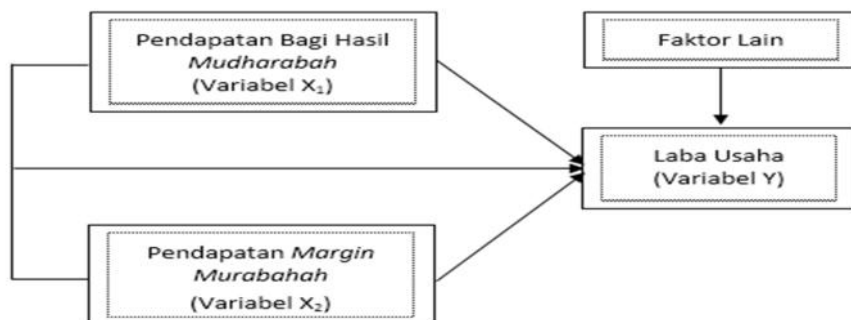 Pendapatan Bagi Hasil
Mudharabah
(Variabel X₁)
Faktor Lain
Laba Usaha
(Variabel Y)
Pendapatan Margin
Murabahah
(Variabel X₂)